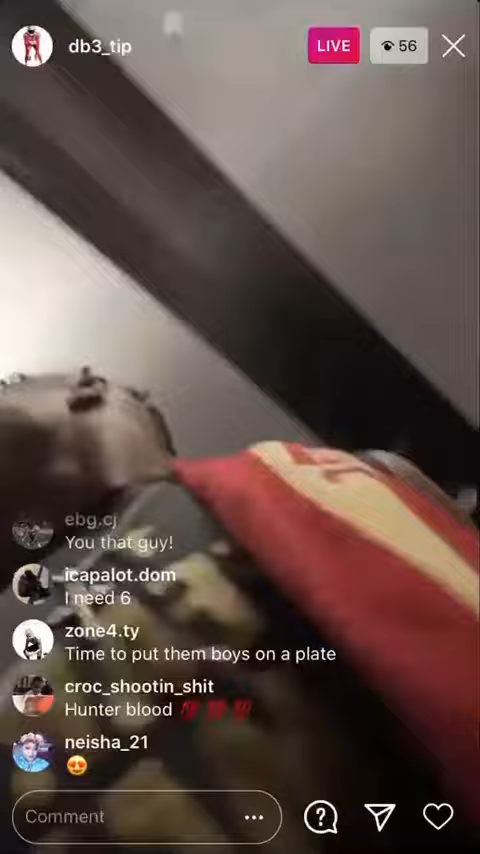 db3_tip
LIVE
56
ebg.cj
You that guy!
icapalot.dom
I need 6
zone4.ty
Time to put them boys on a plate
croc_shootin_shit
Hunter blood 💯 💯 💯
neisha_21
😍
Comment